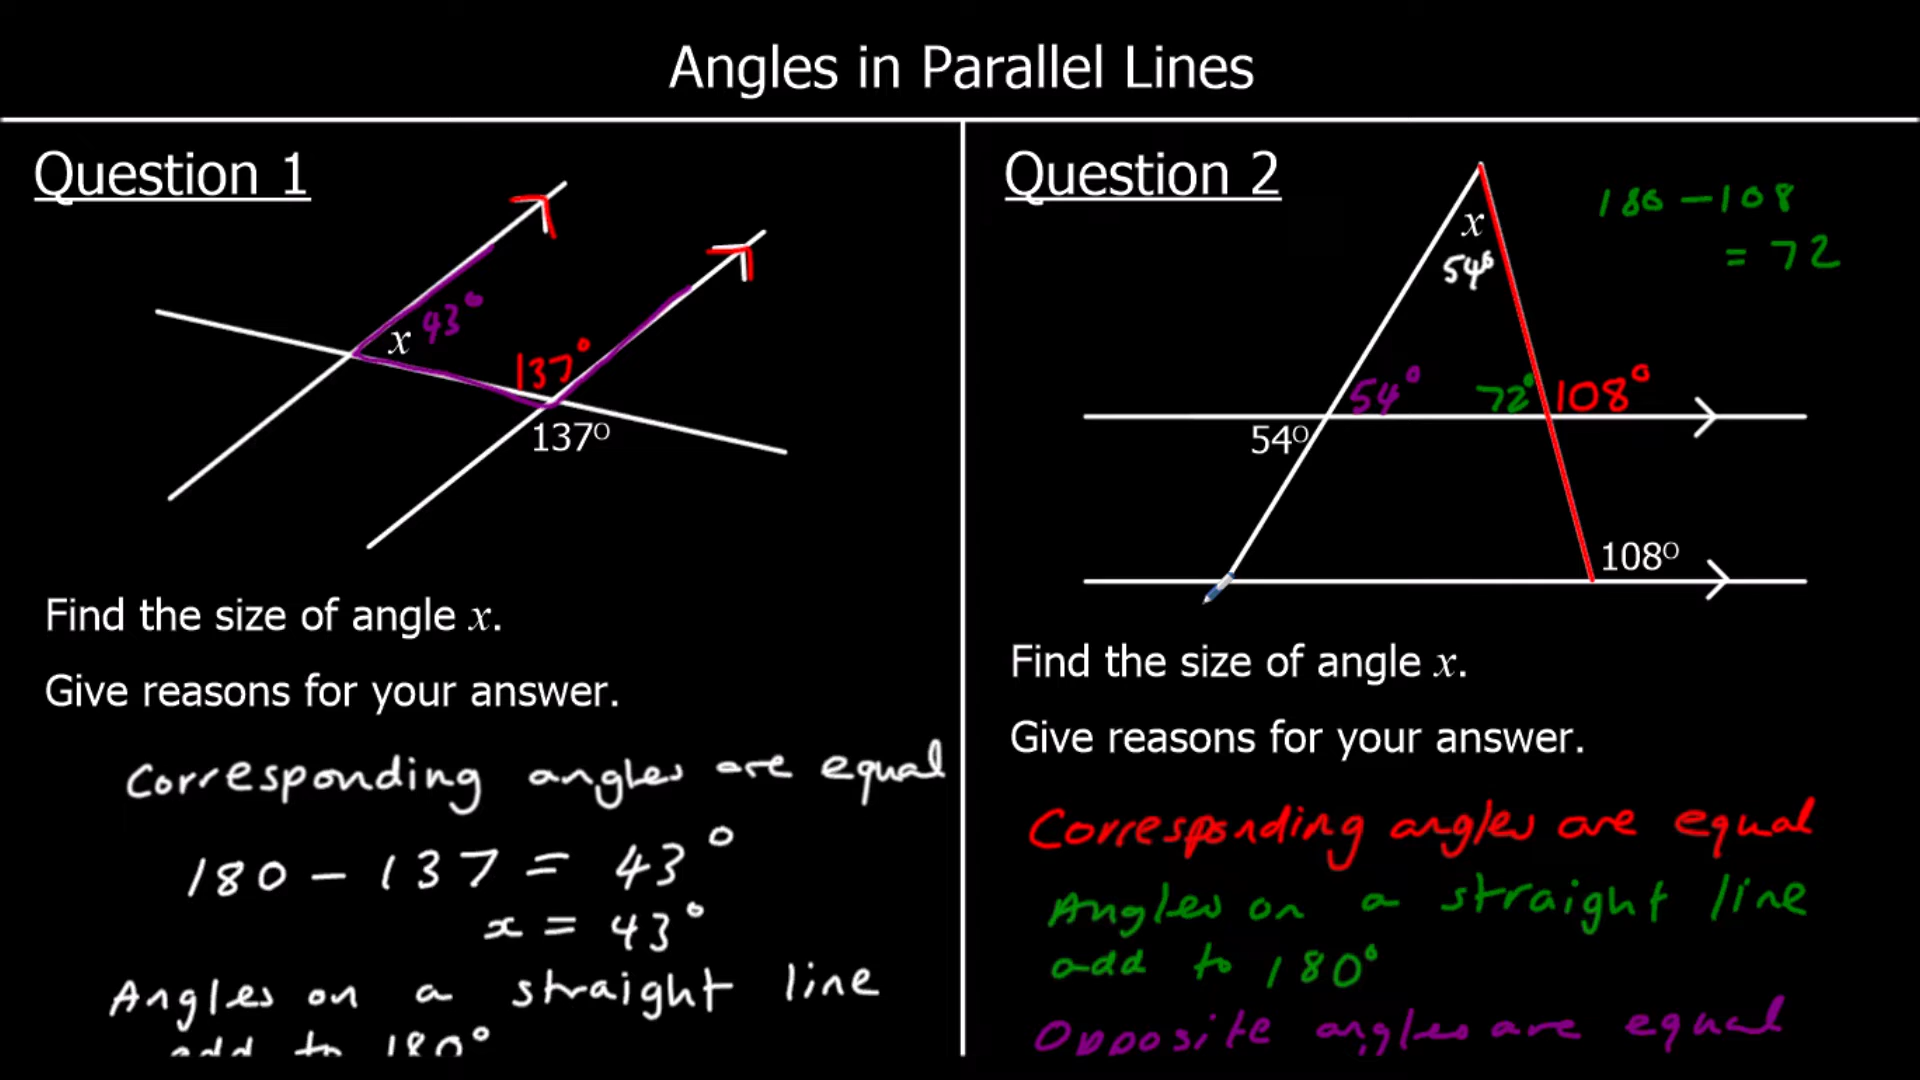 Angles in Parallel Lines
Question 1
x 43°
137°
137°
Find the size of angle x.
Give reasons for your answer.
Corresponding angles are equal
180 - 137 = 43°
x = 43°
Angles on a straight line
add to 180°
Question 2
180 - 108
= 72
x
54°
54°
72°
108°
54°
108°
Find the size of angle x.
Give reasons for your answer.
Corresponding angles are equal
Angles on a straight line
add to 180°
Opposite angles are equal